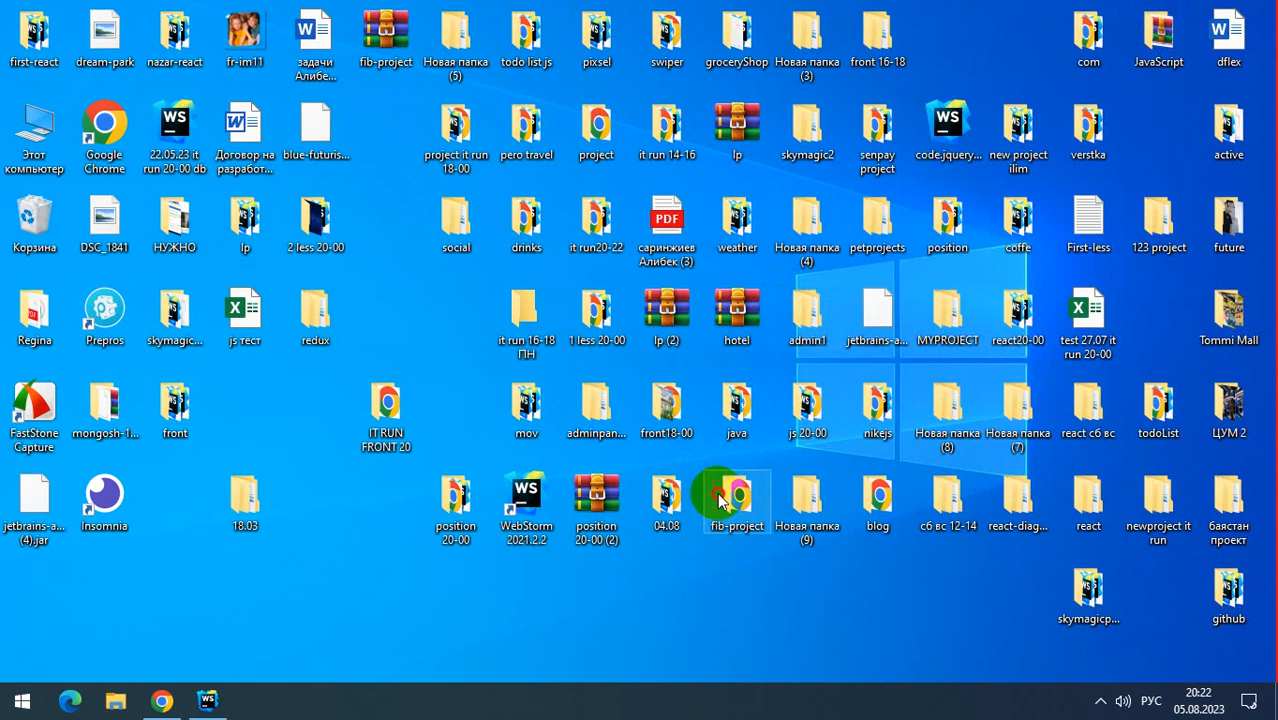 first-react
dream-park
nazar-react
fr-im11
задачи
Алибе...
fib-project
Новая папка
(5)
todo list js
pixsel
swiper
groceryShop
Новая папка
(3)
front 16-18
com
JavaScript
dflex
Этот
компьютер
Google
Chrome
22.05.23 it
run 20-00 db
Договор на
разработ...
blue-futuris...
project it run
18-00
pero travel
project
it run 14-16
lp
skymagic2
senpay
project
code.jquery...
new project
ilim
verstka
active
Корзина
DSC_1841
НУЖНО
lp
2 less 20-00
social
drinks
it run20-22
PDF
саринжиев
Алибек (3)
weather
Новая папка
(4)
petprojects
position
coffe
First-less
123 project
future
Regina
Prepros
skymagic...
js тест
redux
it run 16-18
ПН
1 less 20-00
lp (2)
hotel
admin1
jetbrains-a...
MYPROJECT
react20-00
test 27.07 it
run 20-00
Tommi Mall
FastStone
Capture
mongosh-1...
front
IT RUN
FRONT 20
mov
adminpan...
front18-00
java
js 20-00
nikejs
Новая папка
(8)
Новая папка
(7)
react сб вс
todoList
ЦУМ 2
jetbrains-a...
(4).jar
Insomnia
18.03
position
20-00
WS
WebStorm
2021.2.2
position
20-00 (2)
04.08
fib-project
Новая папка
(9)
blog
сб вс 12-14
react-diag...
react
newproject it
run
баястан
проект
skymagicp...
github
РУС
20:22
05.08.2023